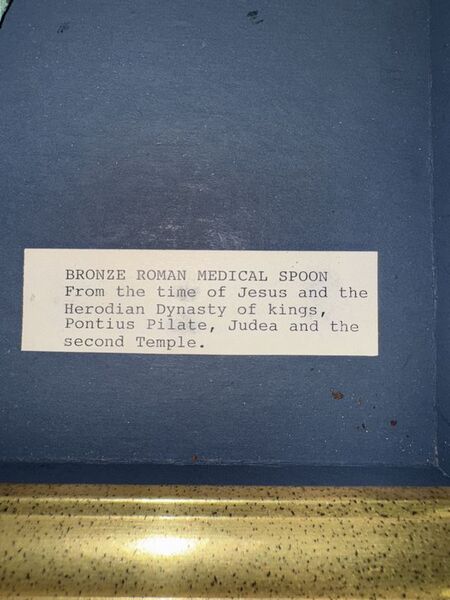 BRONZE ROMAN MEDICAL SPOON
From the time of Jesus and the
Herodian Dynasty of kings,
Pontius Pilate, Judea and the
second Temple.